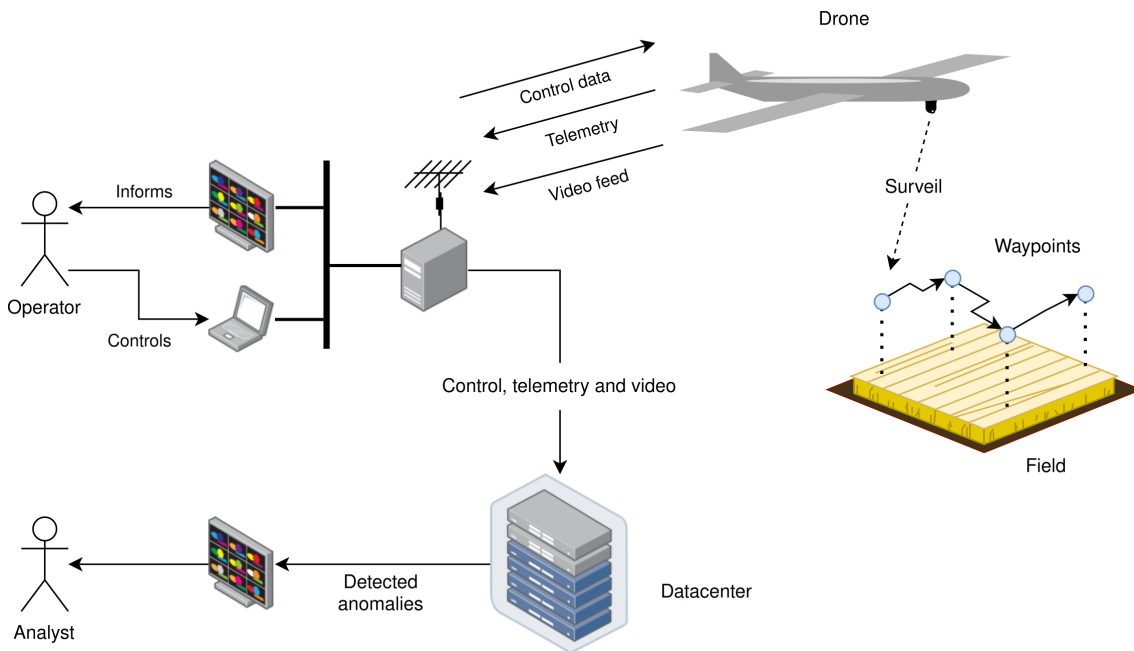 Drone
Control data
Telemetry
Video feed
Surveil
Informs
Waypoints
Operator
Controls
Control, telemetry and video
Field
Detected
anomalies
Datacenter
Analyst